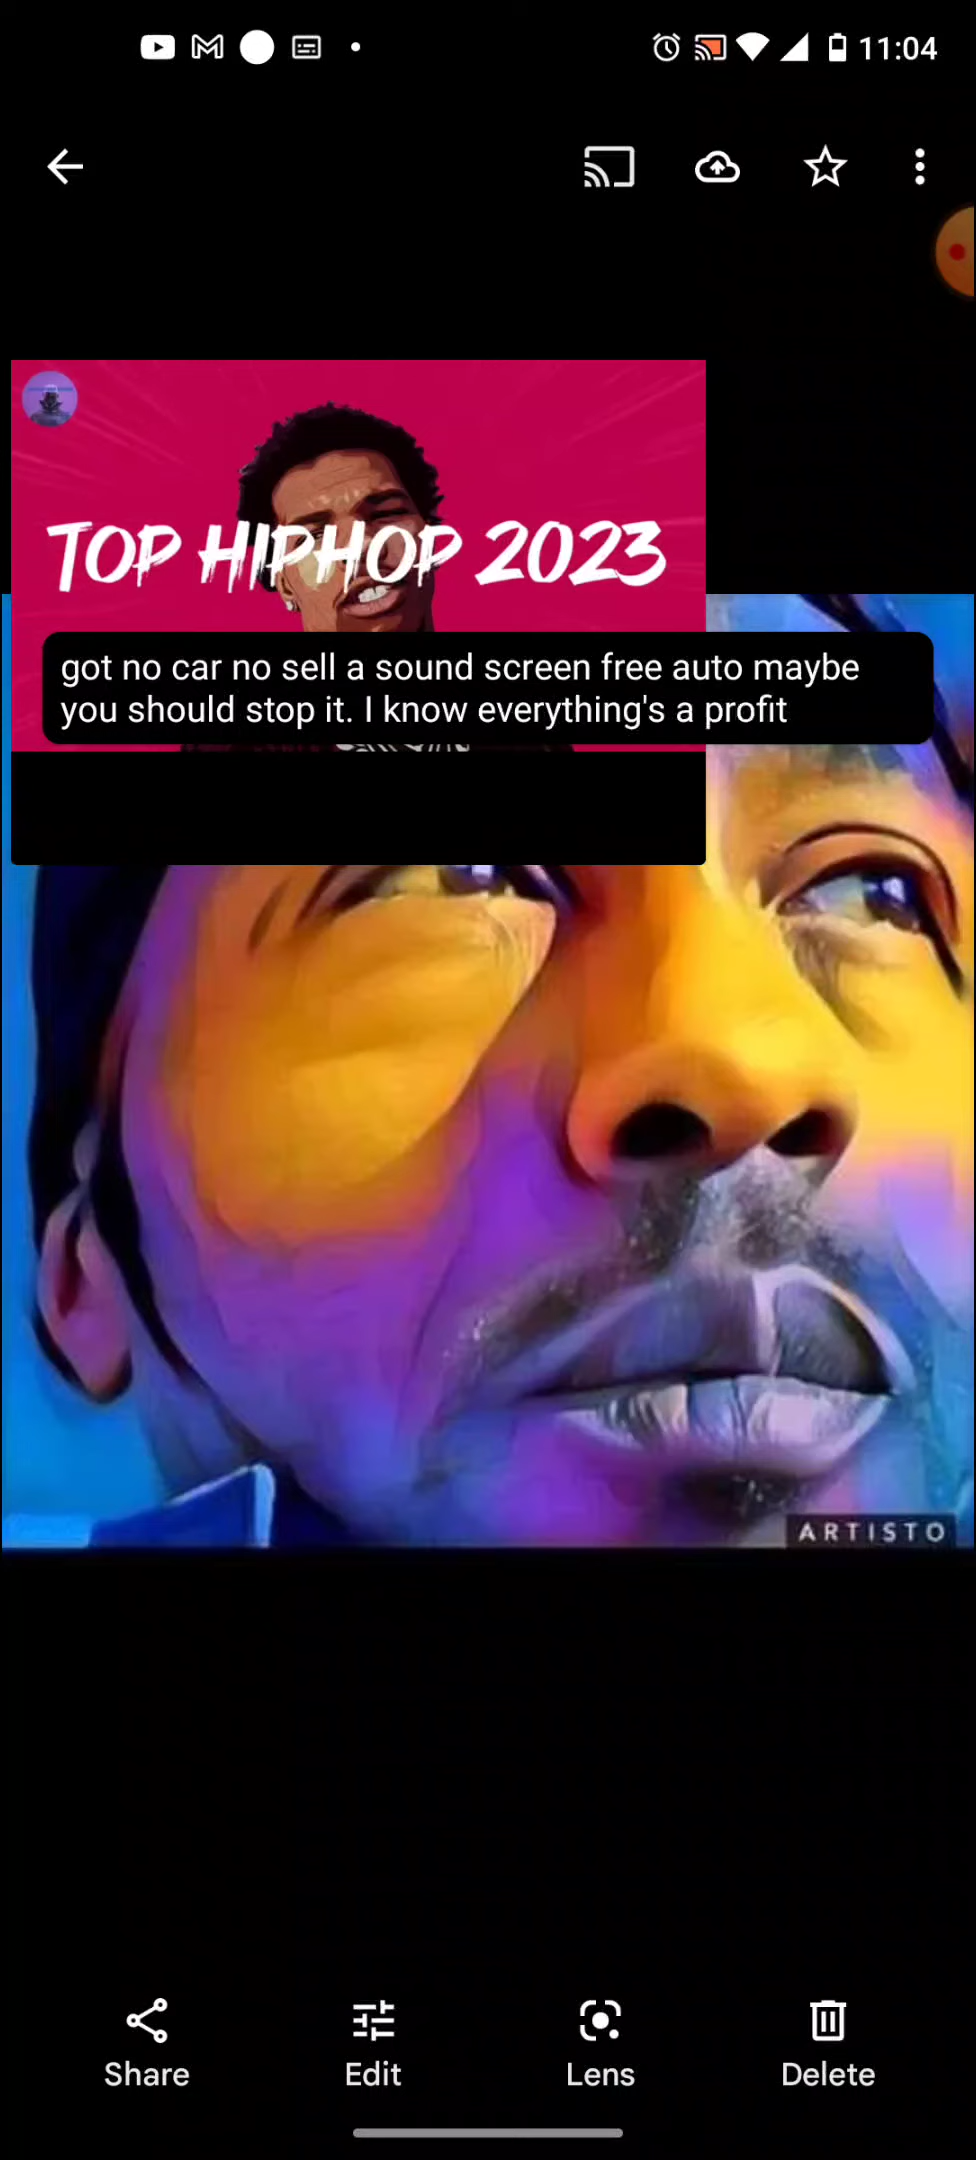 11:04
TOP HIPHOP 2023
got no car no sell a sound screen free auto maybe
you should stop it. I know everything's a profit
ARTISTO
Share Edit Lens Delete